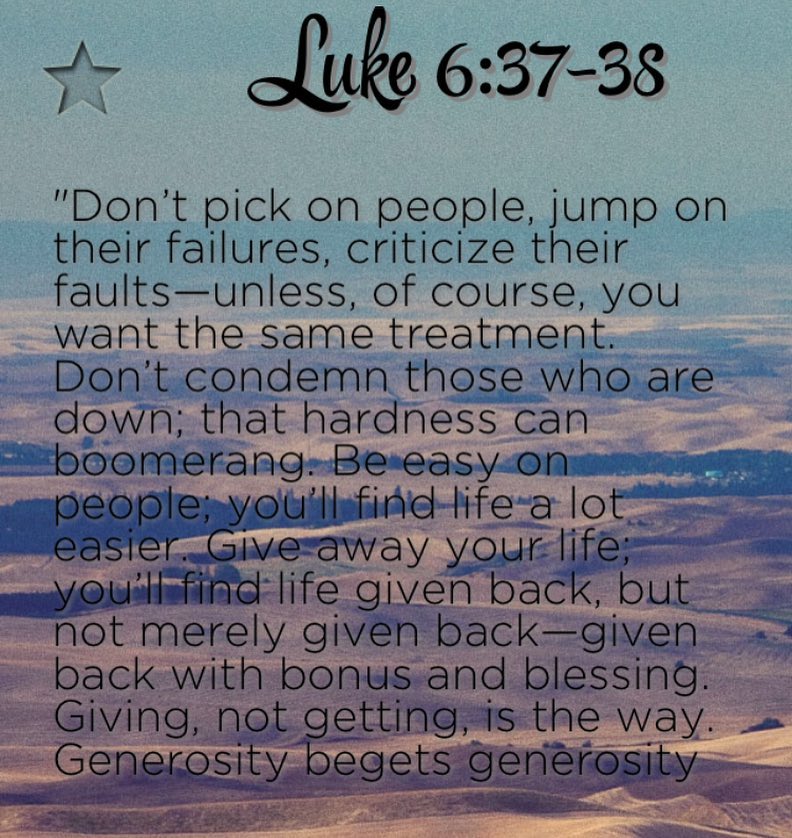 Luke 6:37-38
"Don’t pick on people, jump on
their failures, criticize their
faults—unless, of course, you
want the same treatment.
Don’t condemn those who are
down; that hardness can
boomerang. Be easy on
people; you’ll find life a lot
easier. Give away your life;
you’ll find life given back, but
not merely given back—given
back with bonus and blessing.
Giving, not getting, is the way.
Generosity begets generosity